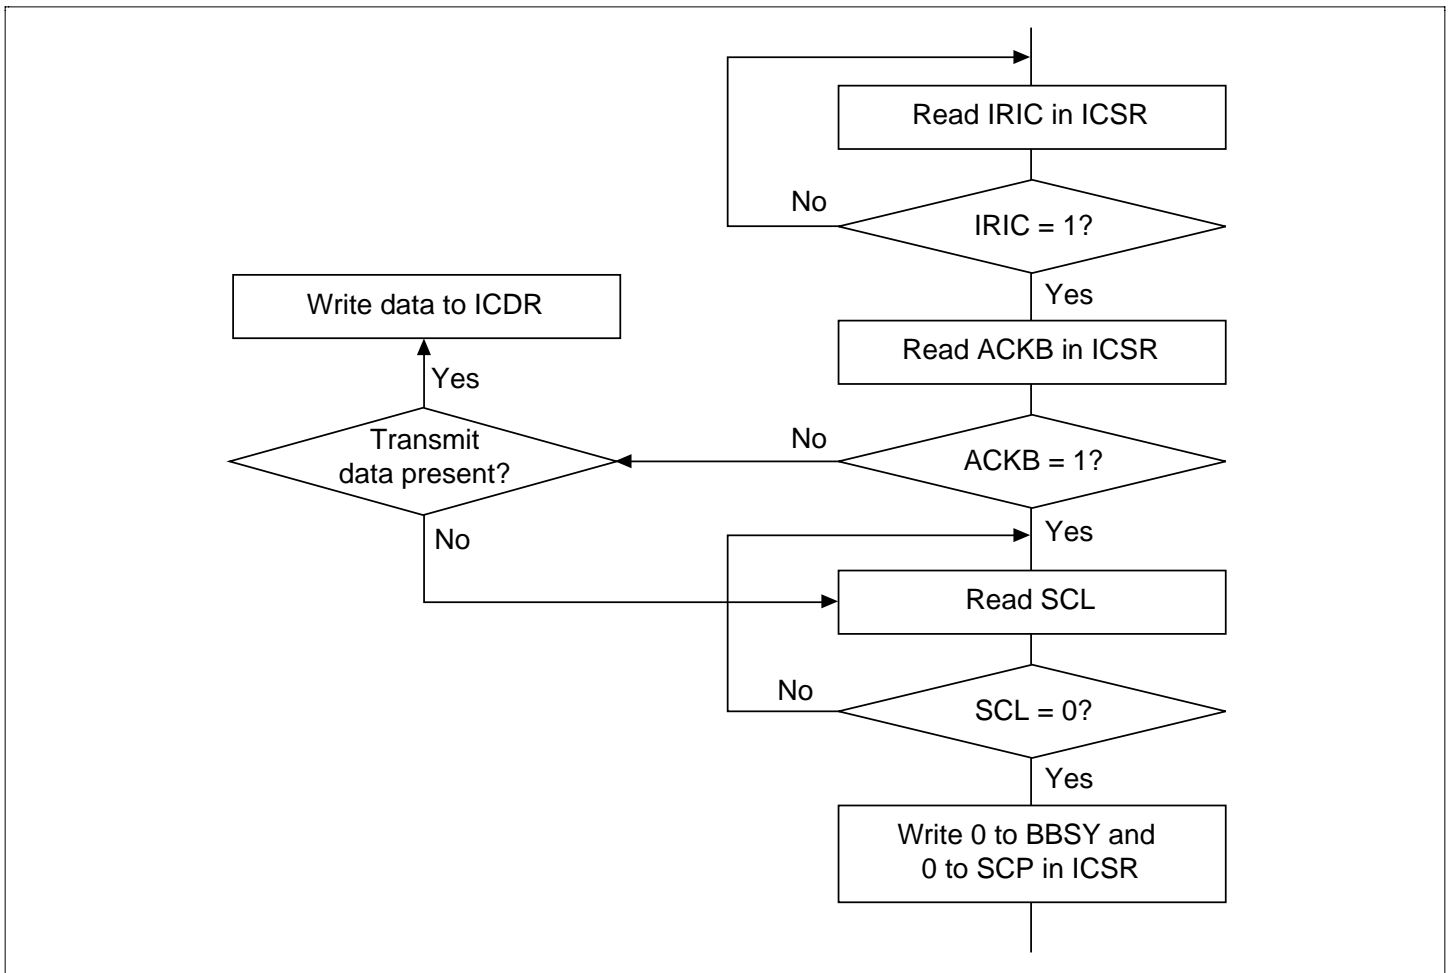 Read IRIC in ICSR
No
IRIC = 1?
Yes
Write data to ICDR
Read ACKB in ICSR
Yes
Transmit
data present?
No
ACKB = 1?
No
Yes
Read SCL
No
SCL = 0?
Yes
Write 0 to BBSY and
0 to SCP in ICSR